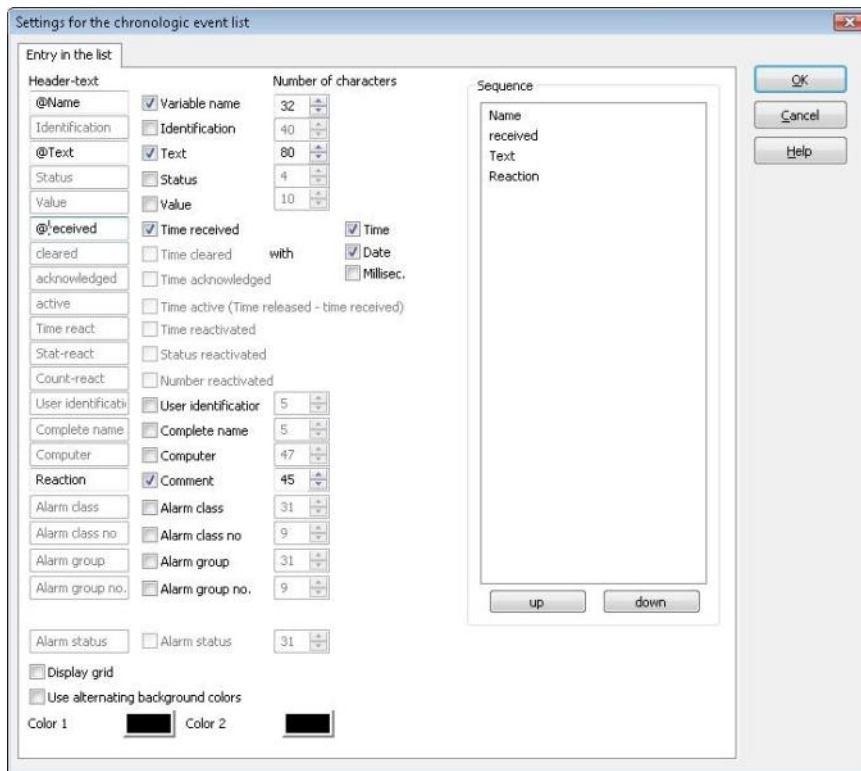 Settings for the chronologic event list
Entry in the list
Header-text Number of characters
@Name Variable name 32
Identification Identification 40
@Text Text 80
Status Status 4
Value Value 10
@received Time received Time
cleared Time cleared with Date
acknowledged Time acknowledged Millisec.
active Time active (Time released - time received)
Time react Time reactivated
Stat-react Status reactivated
Count-react Number reactivated
User identificati User identificatior 5
Complete name Complete name 5
Computer Computer 47
Reaction Comment 45
Alarm class Alarm class 31
Alarm class no Alarm class no 9
Alarm group Alarm group 31
Alarm group no. Alarm group no. 9
Alarm status Alarm status 31
Display grid
Use alternating background colors
Color 1 Color 2
Sequence
Name
received
Text
Reaction
up down
OK
Cancel
Help